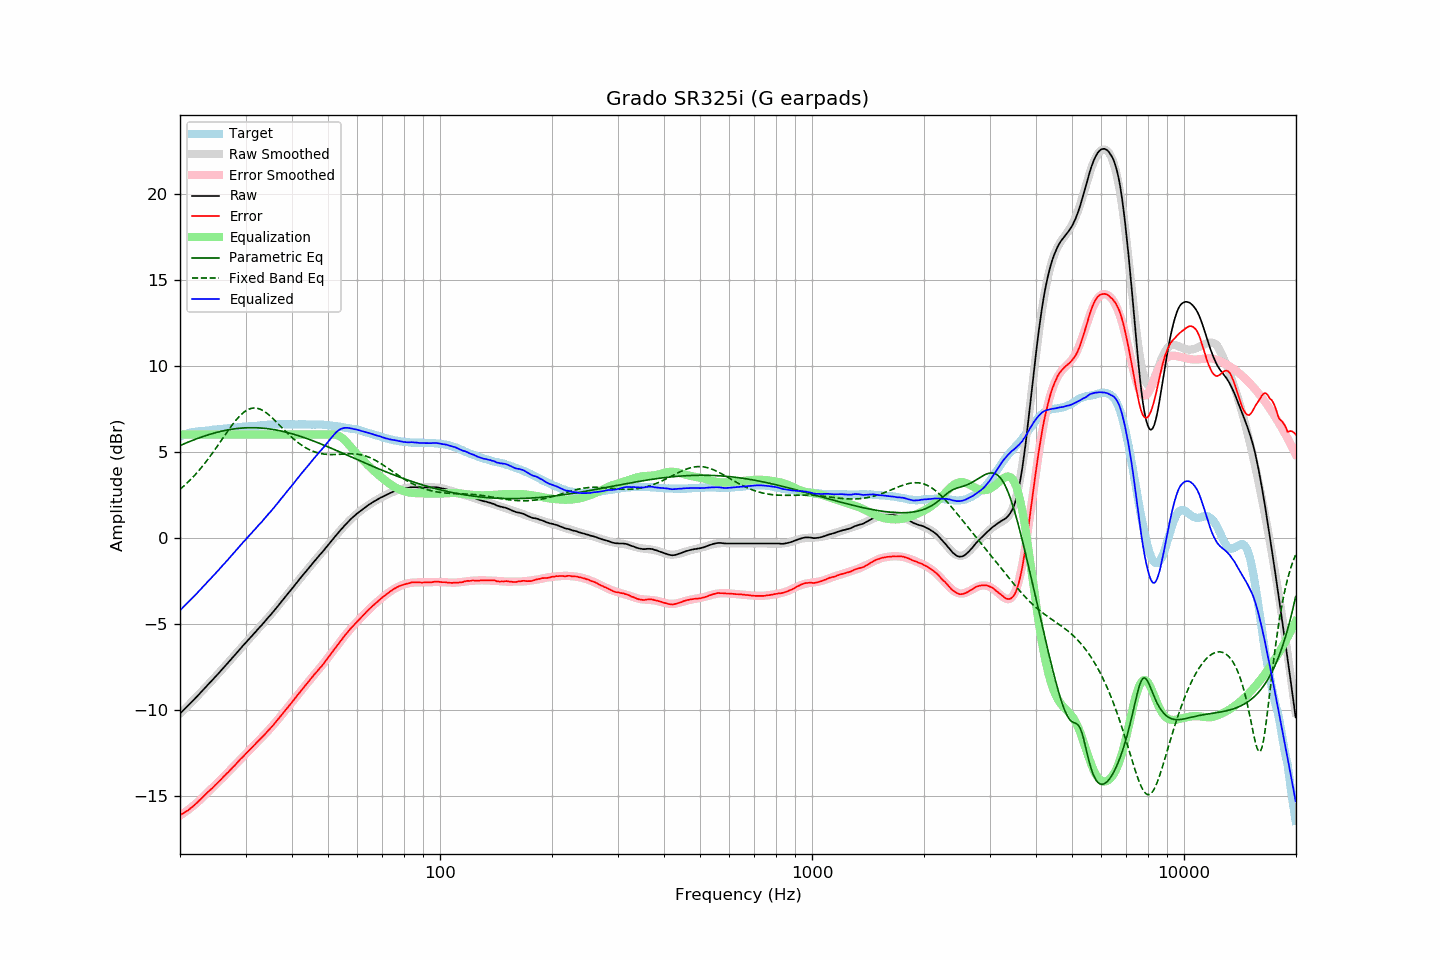 Grado SR325i (G earpads)
Target
Raw Smoothed
Error Smoothed
Raw
Error
Equalization
Parametric Eq
Fixed Band Eq
Equalized
Amplitude (dBr)
20
15
10
5
0
−5
−10
−15
100
1000
10000
Frequency (Hz)